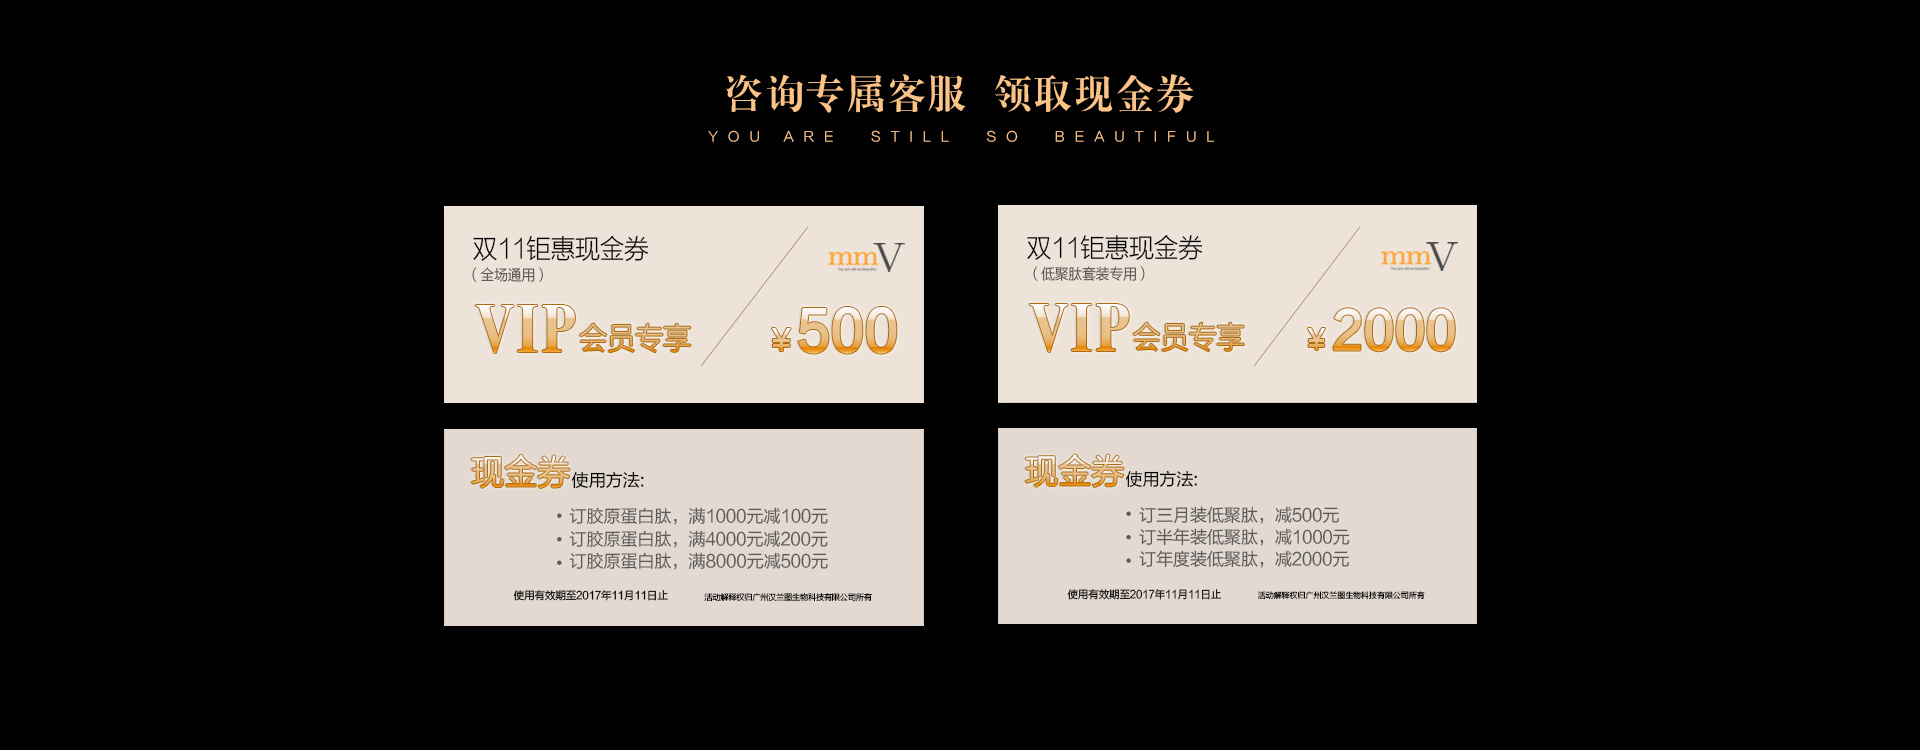 咨询专属客服 领取现金券
YOU ARE STILL SO BEAUTIFUL
双11钜惠现金券
（全场通用）
mmV
You are still so beautiful
VIP会员专享
¥500
双11钜惠现金券
（低聚肽套装专用）
mmV
You are still so beautiful
VIP会员专享
¥2000
现金券使用方法:
• 订胶原蛋白肽，满1000元减100元
• 订胶原蛋白肽，满4000元减200元
• 订胶原蛋白肽，满8000元减500元
使用有效期至2017年11月11日止 活动解释权归广州汉兰图生物科技有限公司所有
现金券使用方法:
• 订三月装低聚肽，减500元
• 订半年装低聚肽，减1000元
• 订年度装低聚肽，减2000元
使用有效期至2017年11月11日止 活动解释权归广州汉兰图生物科技有限公司所有